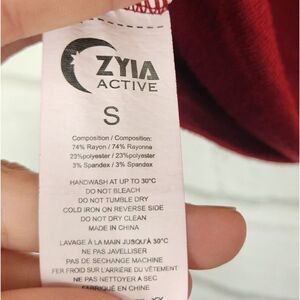 ZYIA
ACTIVE
S
Composition / Composition:
74% Rayon / 74% Rayonne
23%polyester / 23%polyester
3% Spandex / 3% Spandex
HANDWASH AT UP TO 30°C
DO NOT BLEACH
DO NOT TUMBLE DRY
COLD IRON ON REVERSE SIDE
DO NOT DRY CLEAN
MADE IN CHINA
LAVAGE À LA MAIN JUSQU'À 30°C
NE PAS JAVELLISER
PAS DE SECHANGE MACHINE
FER FROID SUR L'ARRIÈRE DU VÊTEMENT
NE PAS NETTOYER A SEC
FABRIQUÉ EN CHINE